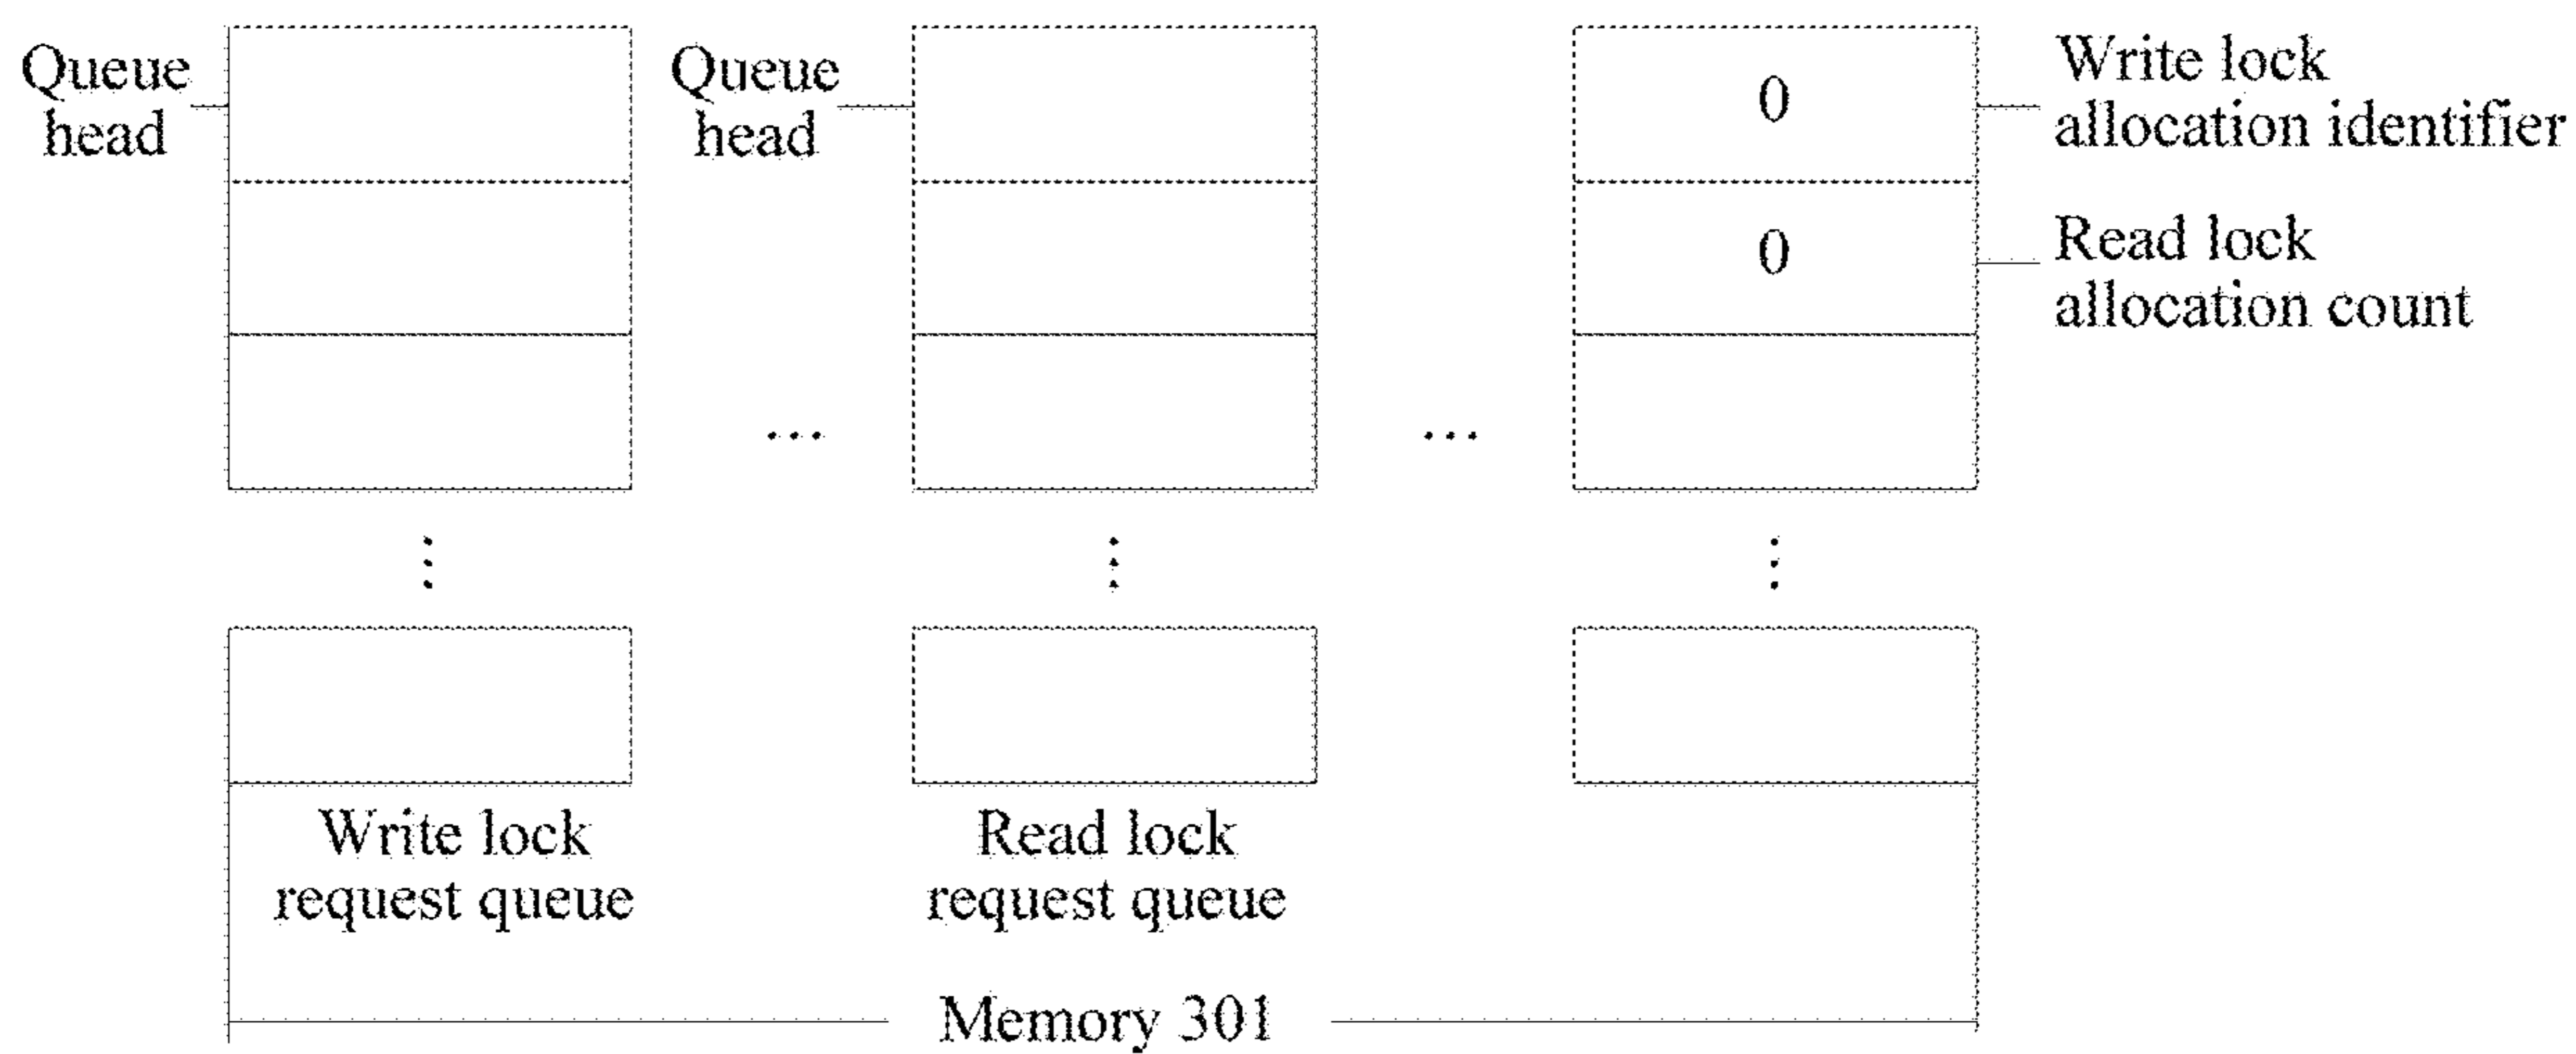 Queue
head
Queue
head
0
Write lock
allocation identifier
0
Read lock
allocation count
...
...
Write lock
request queue
Read lock
request queue
Memory 301